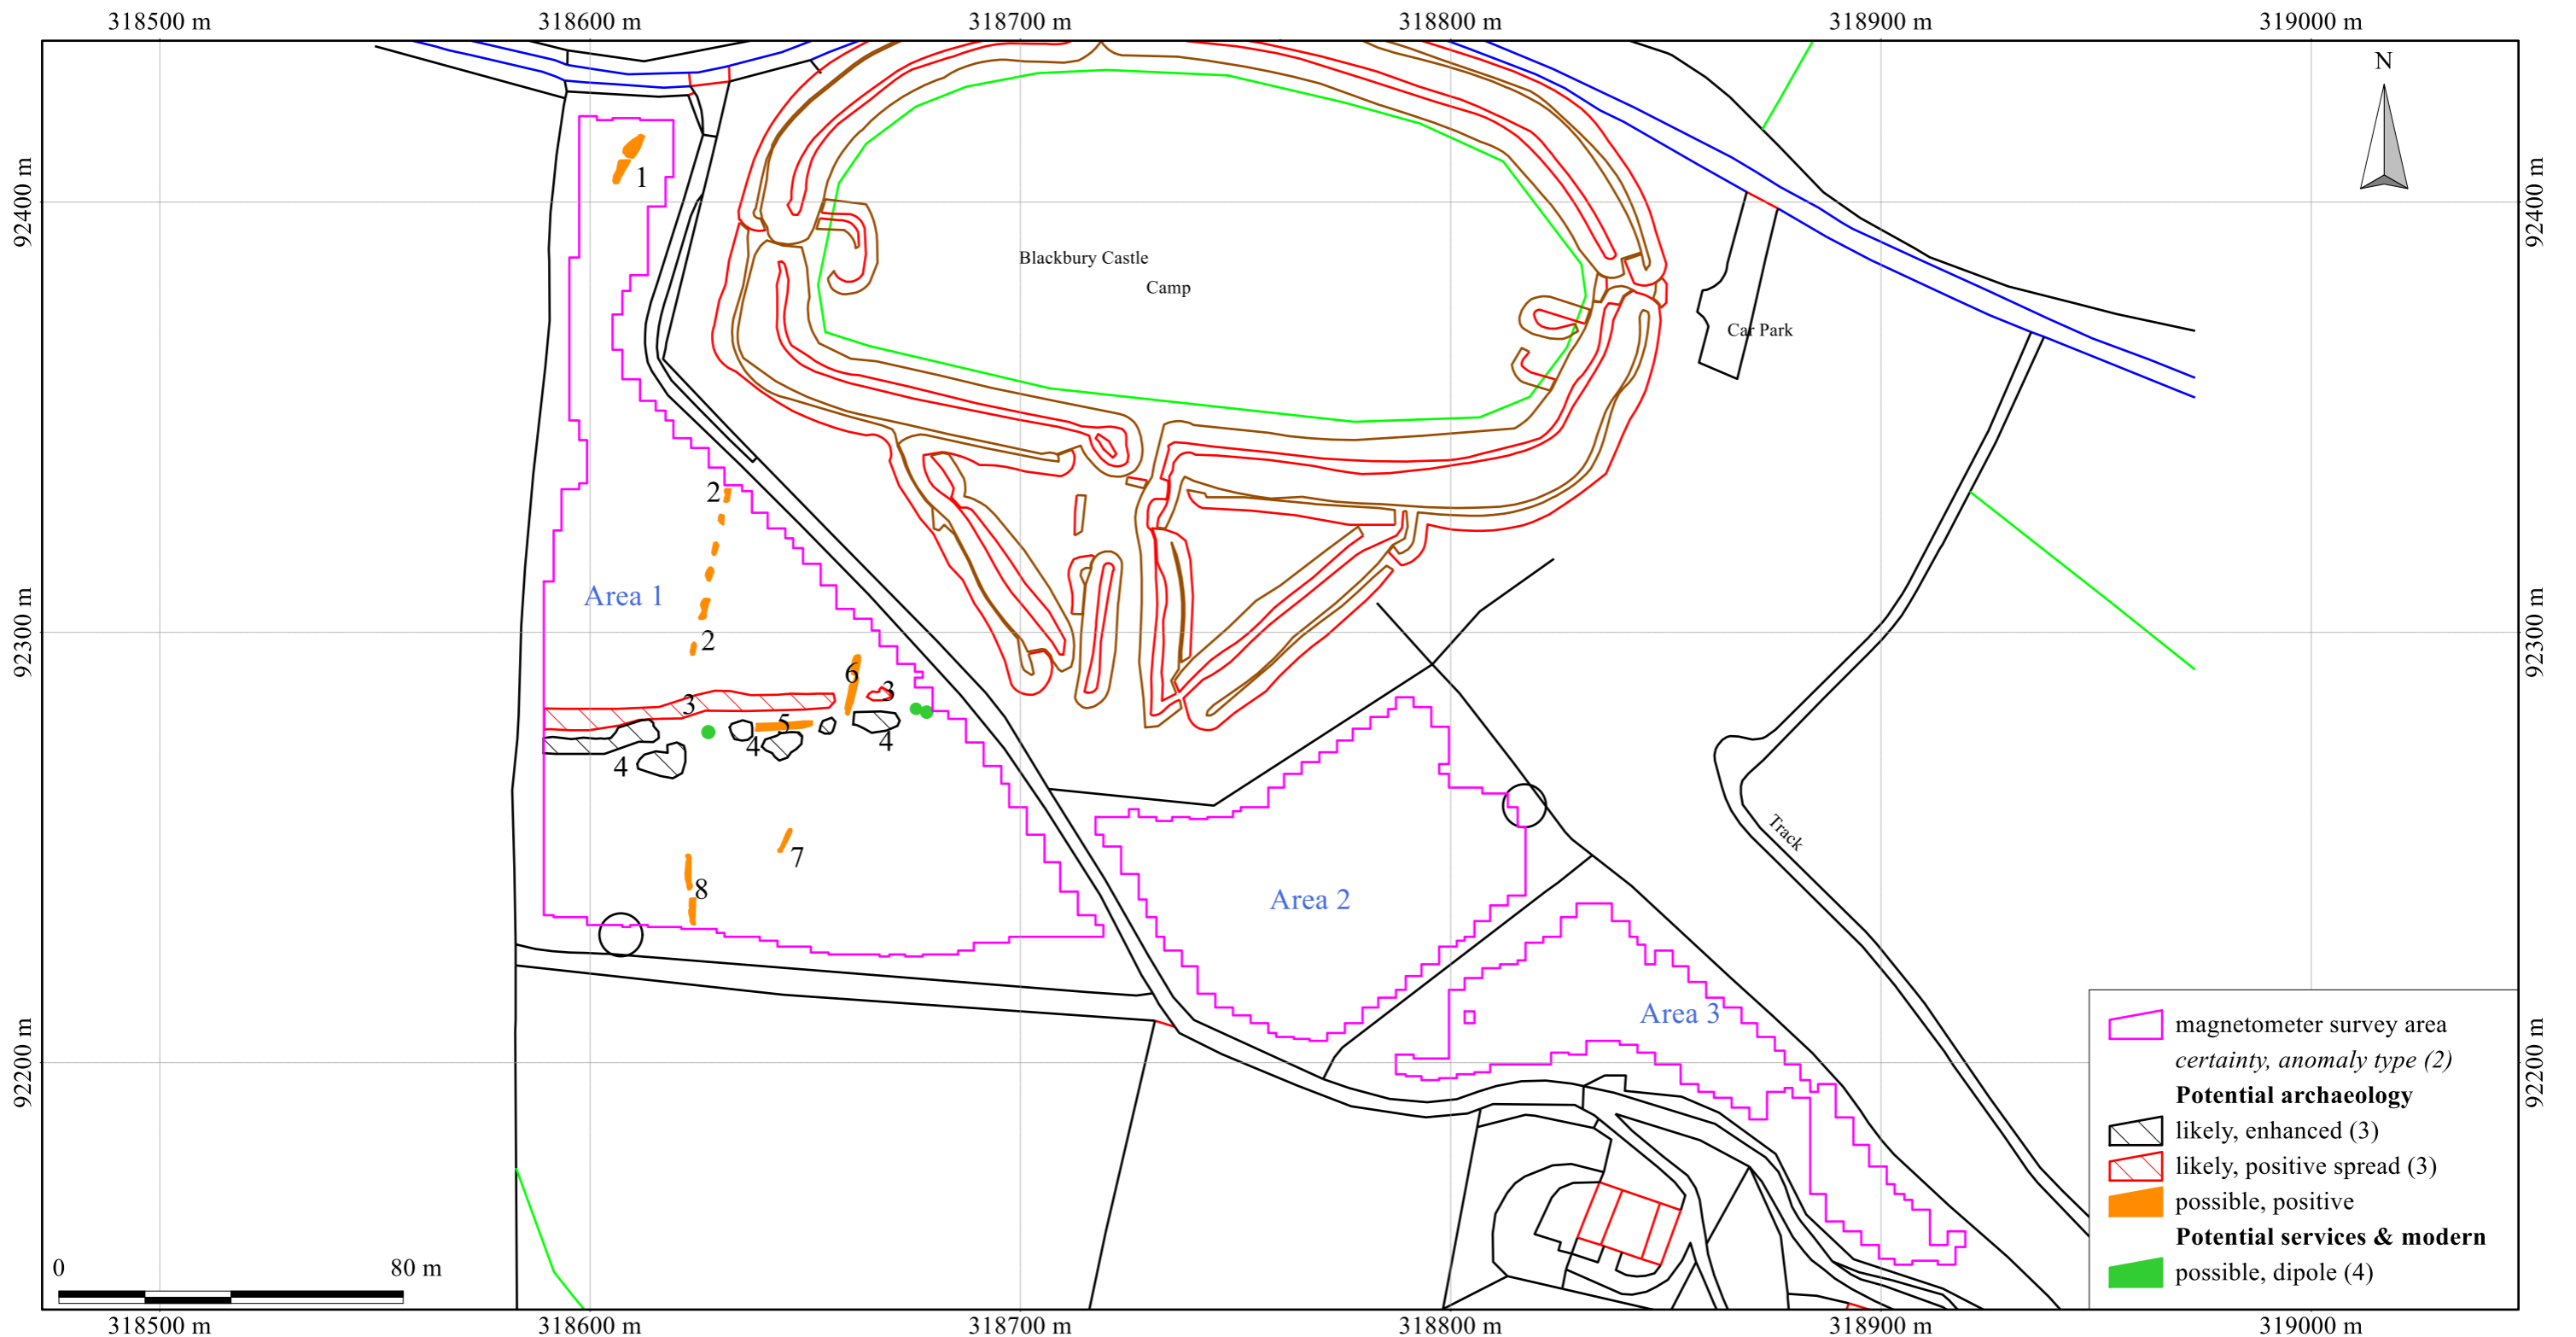 318500 m
318600 m
318700 m
318800 m
318900 m
319000 m
N
92400 m
92400 m
1
Blackbury Castle
Camp
Car Park
2
Area 1
92300 m
92300 m
2
6
3
3
5
4
4
4
Track
7
8
Area 2
Area 3
92200 m
92200 m
magnetometer survey area
certainty, anomaly type (2)
Potential archaeology
likely, enhanced (3)
likely, positive spread (3)
possible, positive
Potential services & modern
possible, dipole (4)
0
80 m
318500 m
318600 m
318700 m
318800 m
318900 m
319000 m